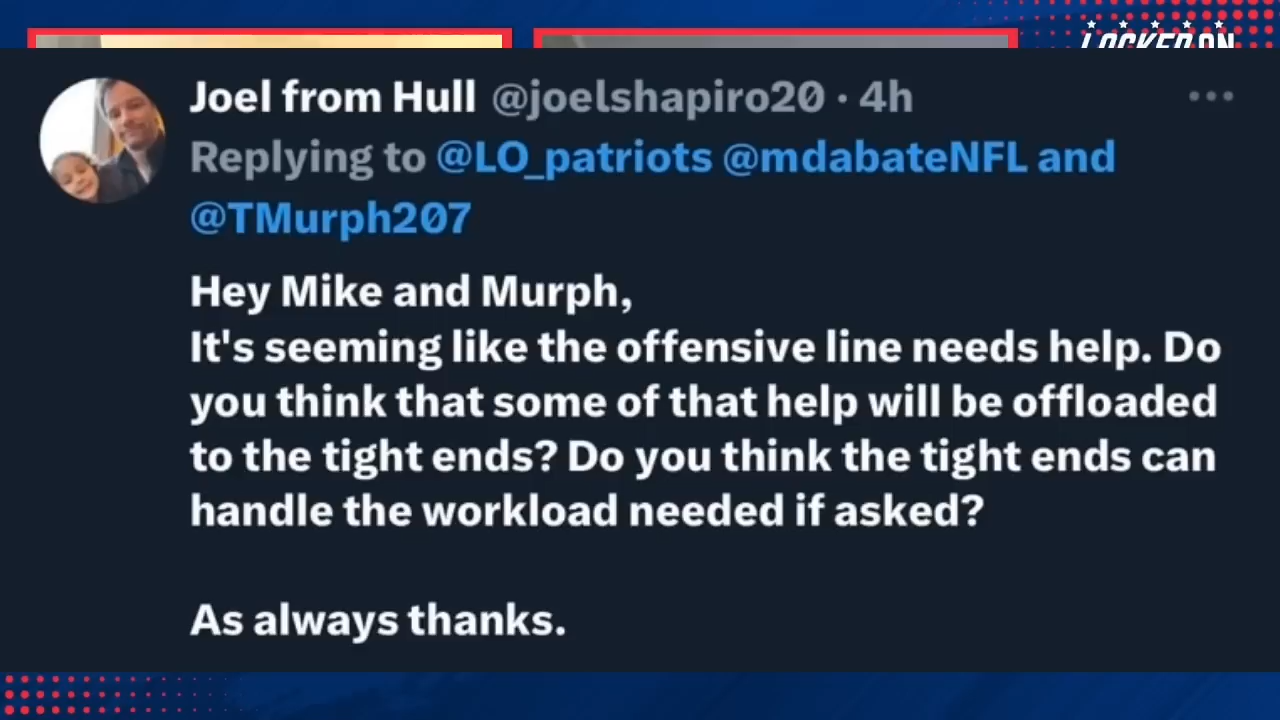 LOCKED ON
Joel from Hull @joelshapiro20 · 4h
Replying to @LO_patriots @mdabateNFL and
@TMurph207
Hey Mike and Murph,
It's seeming like the offensive line needs help. Do
you think that some of that help will be offloaded
to the tight ends? Do you think the tight ends can
handle the workload needed if asked?
As always thanks.